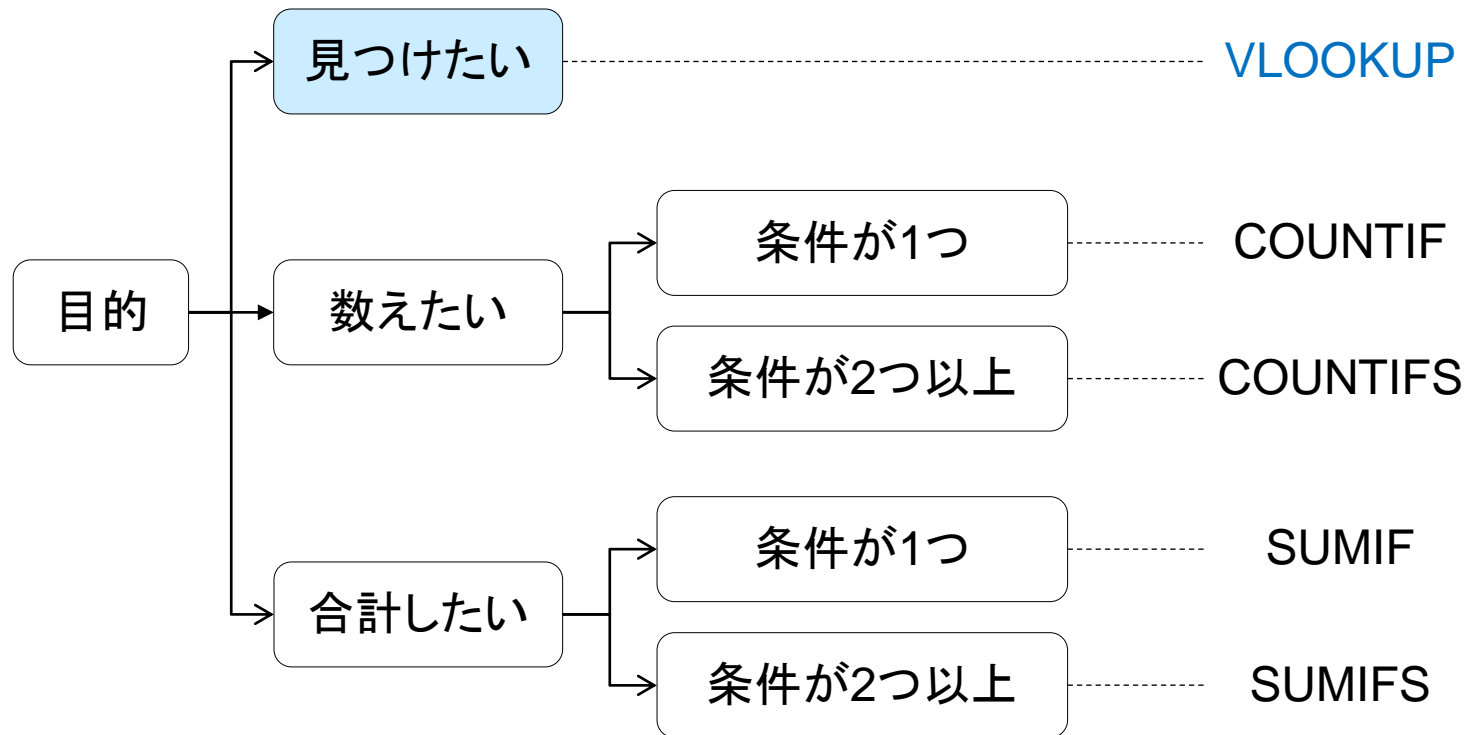 見つけたい
VLOOKUP
条件が1つ
COUNTIF
目的
数えたい
条件が2つ以上
COUNTIFS
条件が1つ
SUMIF
合計したい
条件が2つ以上
SUMIFS